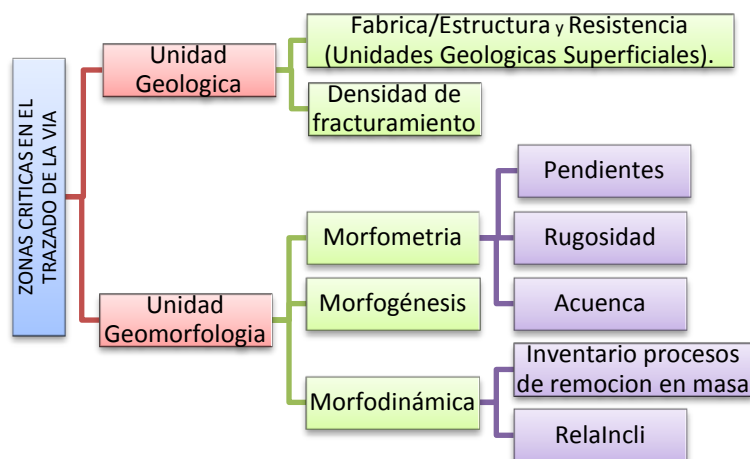 ZONAS CRITICAS EN EL
TRAZADO DE LA VIA
Unidad
Geologica
Fabrica/Estructura y Resistencia
(Unidades Geologicas Superficiales).
Densidad de
fracturamiento
Unidad
Geomorfologia
Morfometria
Pendientes
Rugosidad
Acuenca
Morfogénesis
Morfodinámica
Inventario procesos
de remocion en masa
RelaIncli